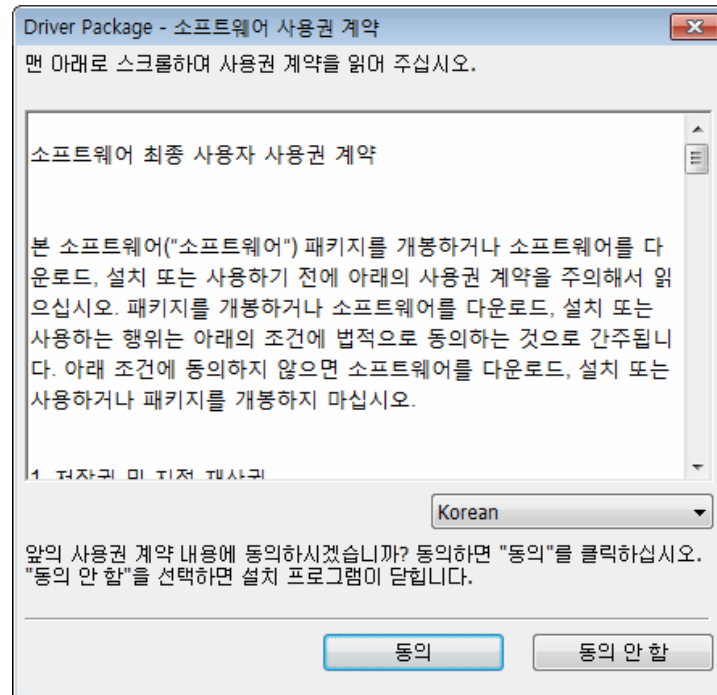 Driver Package - 소프트웨어 사용권 계약
맨 아래로 스크롤하여 사용권 계약을 읽어 주십시오.
소프트웨어 최종 사용자 사용권 계약
본 소프트웨어("소프트웨어") 패키지를 개봉하거나 소프트웨어를 다
운로드, 설치 또는 사용하기 전에 아래의 사용권 계약을 주의해서 읽
으십시오. 패키지를 개봉하거나 소프트웨어를 다운로드, 설치 또는
사용하는 행위는 아래의 조건에 법적으로 동의하는 것으로 간주됩니
다. 아래 조건에 동의하지 않으면 소프트웨어를 다운로드, 설치 또는
사용하거나 패키지를 개봉하지 마십시오.
1. 저작권 및 지적 재산권
Korean
앞의 사용권 계약 내용에 동의하시겠습니까? 동의하면 "동의"를 클릭하십시오.
"동의 안 함"을 선택하면 설치 프로그램이 닫힙니다.
동의
동의 안 함